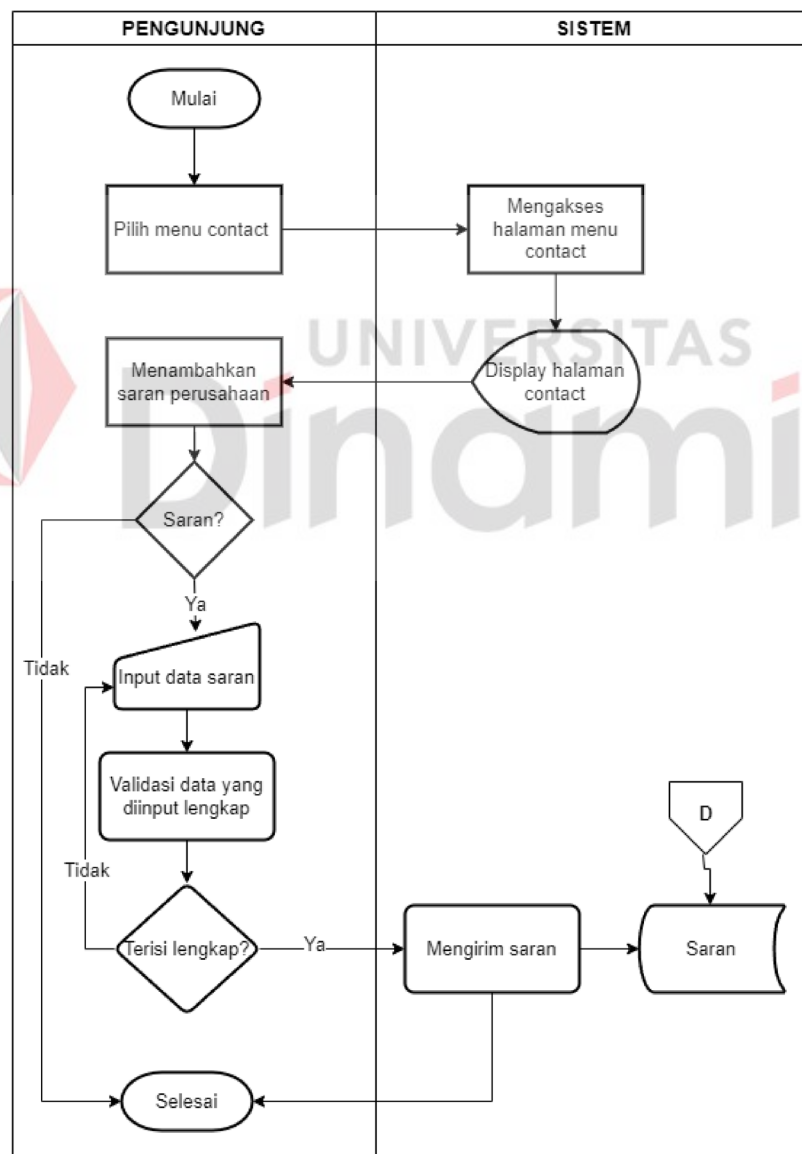 PENGUNJUNG
SISTEM
Mulai
Pilih menu contact
Mengakses
halaman menu
contact
UNIVERSITAS
Dinami
Menambahkan
saran perusahaan
Display halaman
contact
Saran?
Ya
Tidak
Input data saran
Validasi data yang
diinput lengkap
D
Tidak
Terisi lengkap?
Ya
Mengirim saran
Saran
Selesai